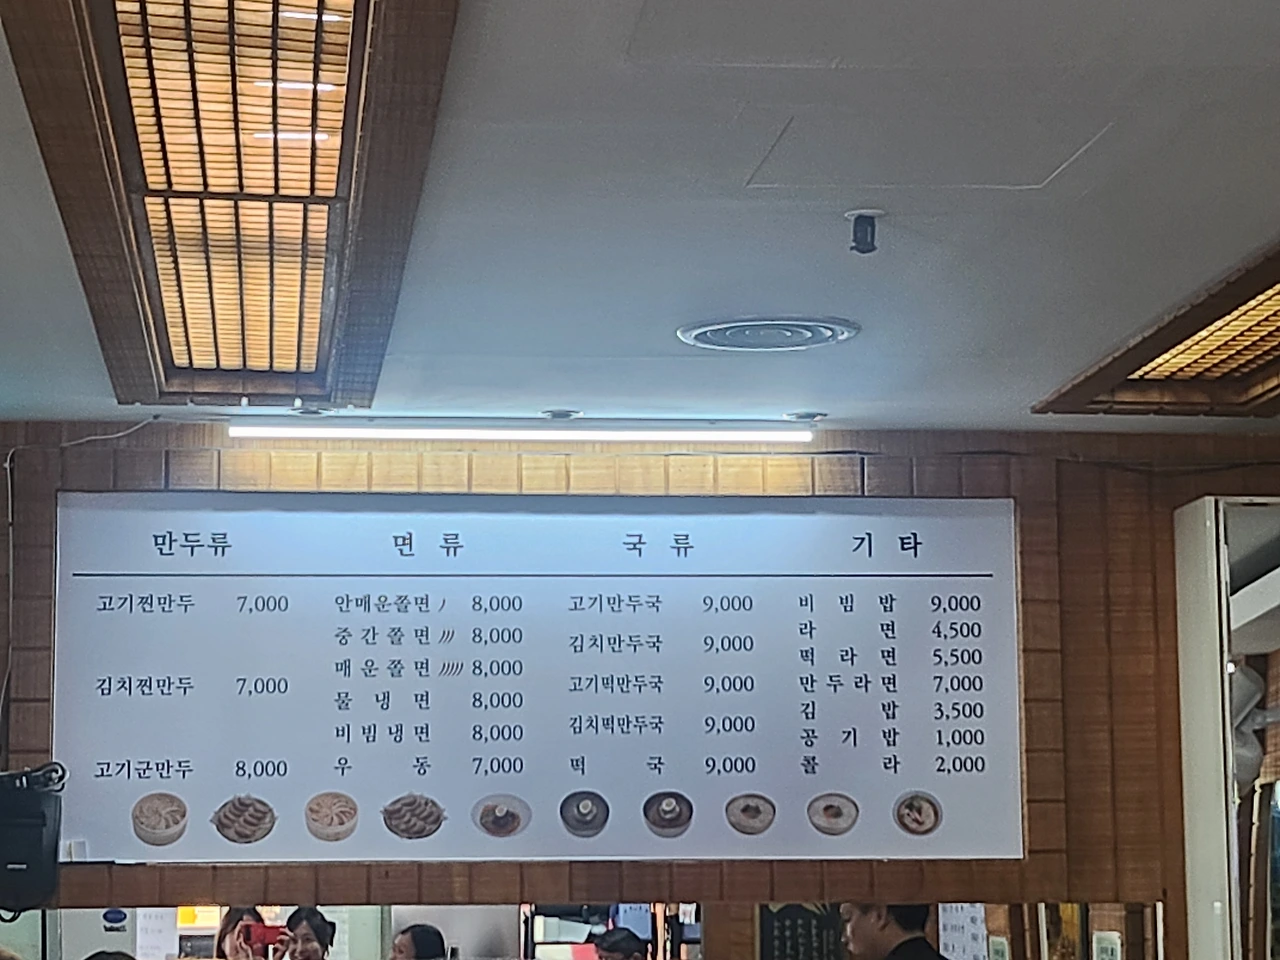 만두류
고기찐만두 7,000
김치찐만두 7,000
고기군만두 8,000
면 류
안매운쫄면 8,000
중간쫄면 8,000
매운쫄면 8,000
물 냉 면 8,000
비빔냉면 8,000
우 동 7,000
국 류
고기만두국 9,000
김치만두국 9,000
고기떡만두국 9,000
김치떡만두국 9,000
떡 국 9,000
기 타
비 빔 밥 9,000
라 면 4,500
떡 라 면 5,500
만두라면 7,000
김 밥 3,500
공 기 밥 1,000
콜 라 2,000